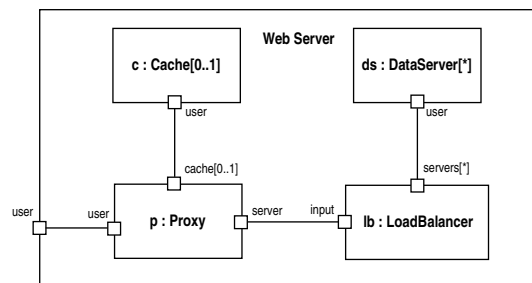 Web Server
c : Cache[0..1]
ds : DataServer[*]
user
user
cache[0..1]
servers[*]
user
user
p : Proxy
server
input
lb : LoadBalancer